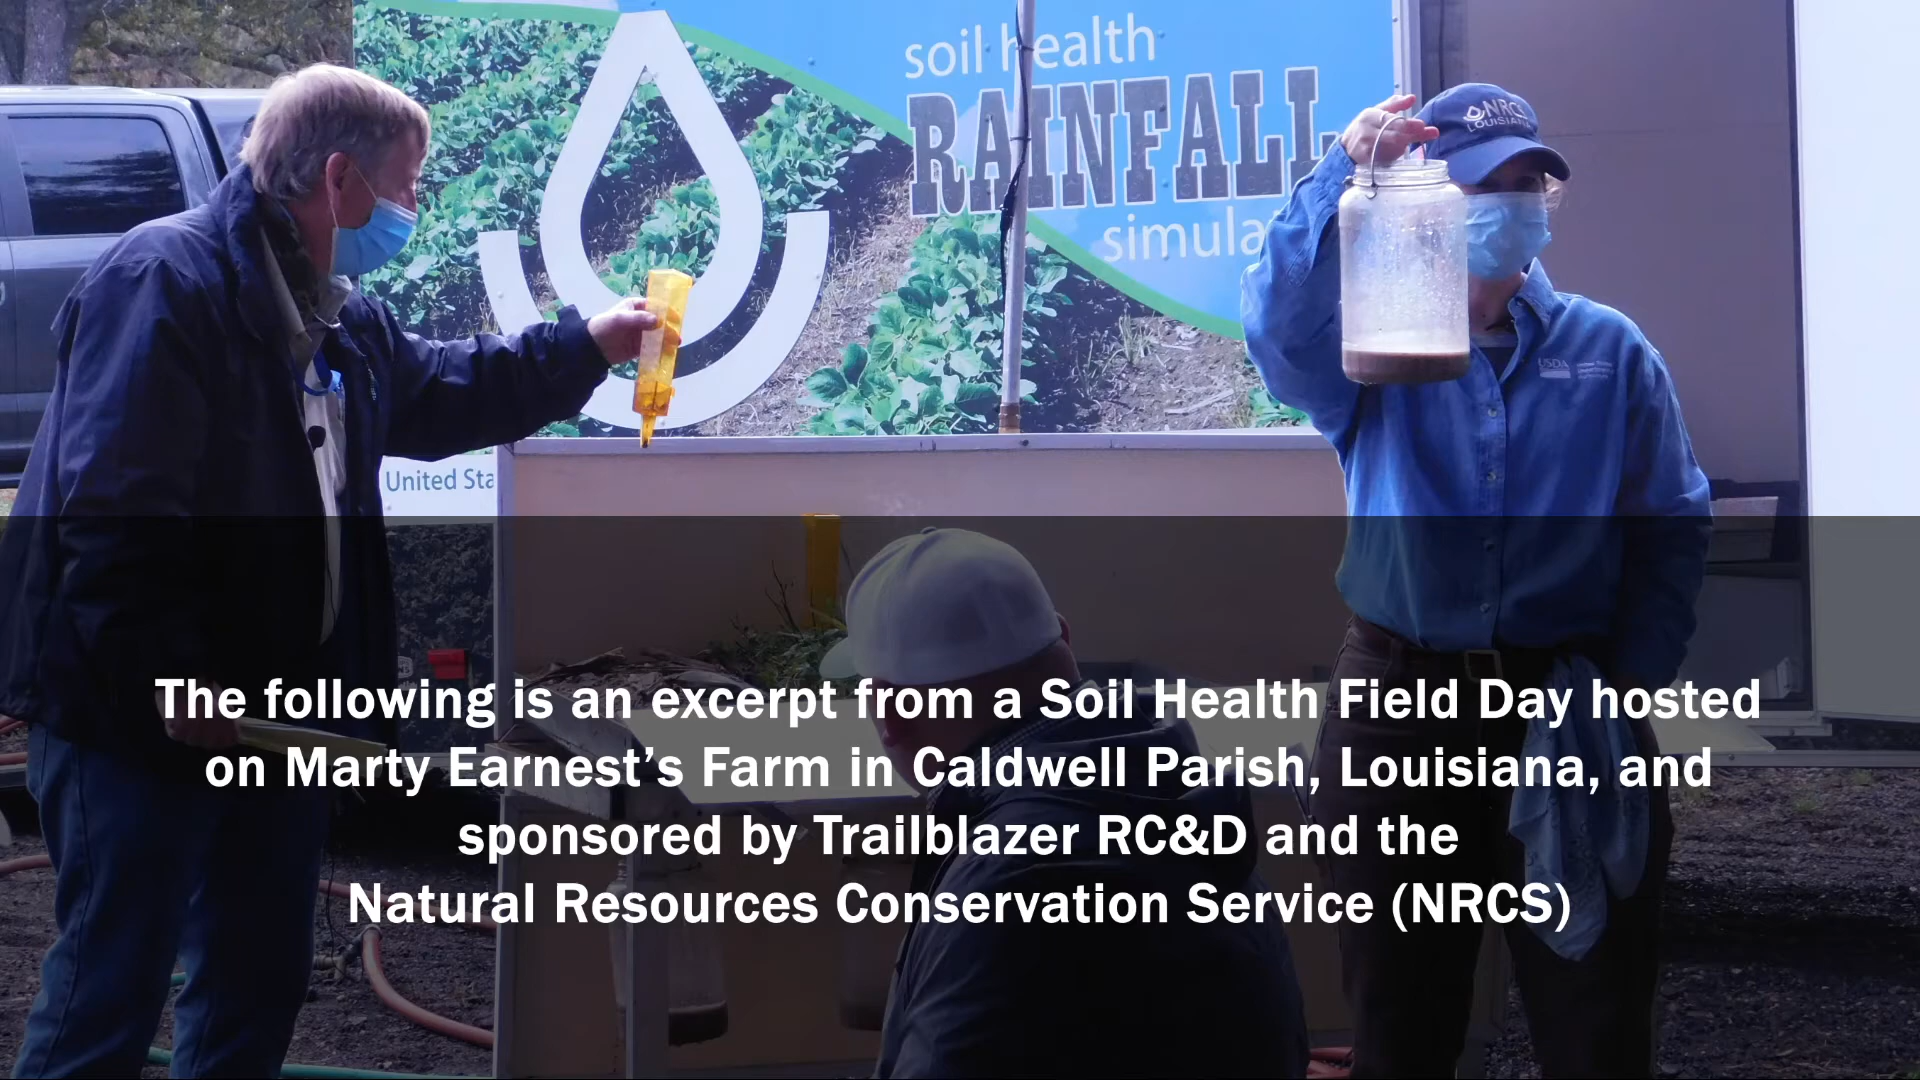 soil health
RAINFALL
simula
NRCS
LOUISIANA
USDA
United Sta
The following is an excerpt from a Soil Health Field Day hosted
on Marty Earnest’s Farm in Caldwell Parish, Louisiana, and
sponsored by Trailblazer RC&D and the
Natural Resources Conservation Service (NRCS)